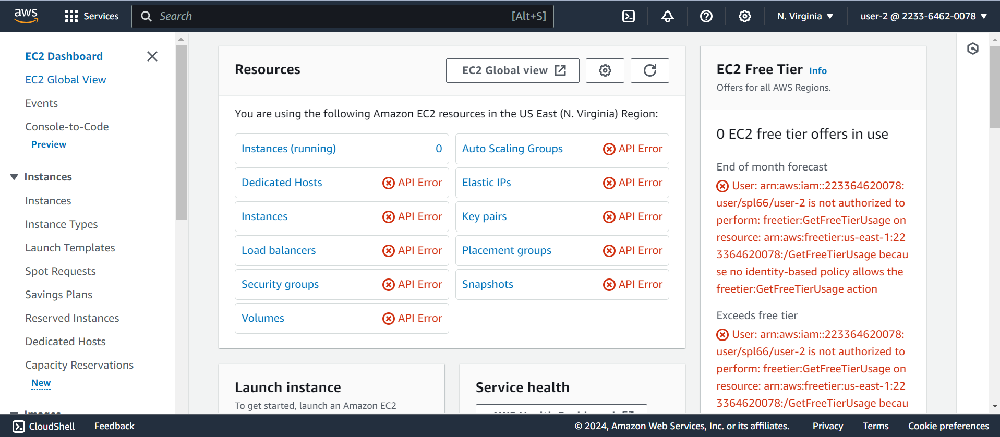 aws
Services
Search
[Alt+S]
N. Virginia
user-2 @ 2233-6462-0078
EC2 Dashboard
EC2 Global View
Events
Console-to-Code
Preview
Instances
Instances
Instance Types
Launch Templates
Spot Requests
Savings Plans
Reserved Instances
Dedicated Hosts
Capacity Reservations
New
Images
Resources
EC2 Global view
You are using the following Amazon EC2 resources in the US East (N. Virginia) Region:
Instances (running) 0
Auto Scaling Groups API Error
Dedicated Hosts API Error
Elastic IPs API Error
Instances API Error
Key pairs API Error
Load balancers API Error
Placement groups API Error
Security groups API Error
Snapshots API Error
Volumes API Error
Launch instance
To get started, launch an Amazon EC2
Service health
AWS Health Dashboard
EC2 Free Tier Info
Offers for all AWS Regions.
0 EC2 free tier offers in use
End of month forecast
User: arn:aws:iam::223364620078:
user/spl66/user-2 is not authorized to
perform: freetier:GetFreeTierUsage on
resource: arn:aws:freetier:us-east-1:22
3364620078:/GetFreeTierUsage becau
se no identity-based policy allows the
freetier:GetFreeTierUsage action
Exceeds free tier
User: arn:aws:iam::223364620078:
user/spl66/user-2 is not authorized to
perform: freetier:GetFreeTierUsage on
resource: arn:aws:freetier:us-east-1:22
3364620078:/GetFreeTierUsage becau
CloudShell
Feedback
© 2024, Amazon Web Services, Inc. or its affiliates.
Privacy
Terms
Cookie preferences